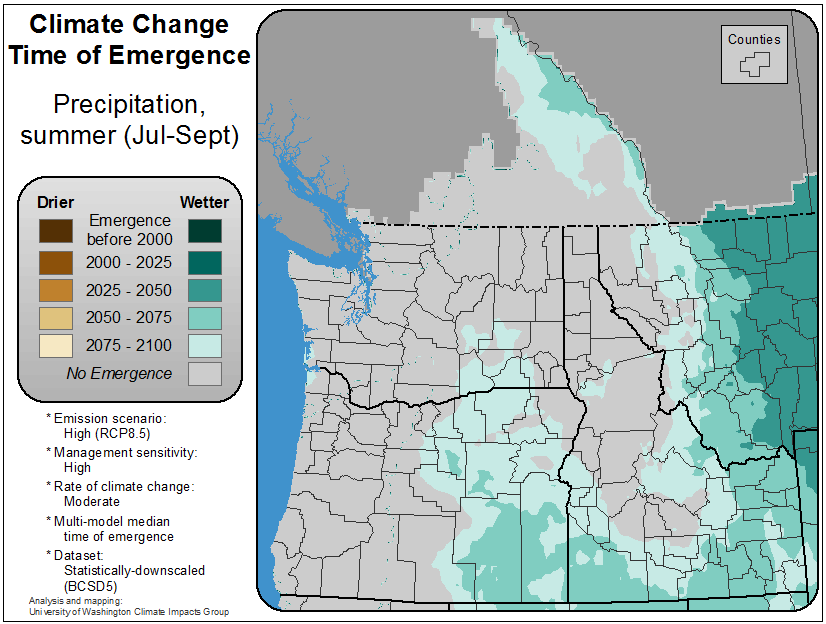 Climate Change
Time of Emergence
Precipitation,
summer (Jul-Sept)
Drier
Wetter
Emergence
before 2000
2000 - 2025
2025 - 2050
2050 - 2075
2075 - 2100
No Emergence
* Emission scenario:
High (RCP8.5)
* Management sensitivity:
High
* Rate of climate change:
Moderate
* Multi-model median
time of emergence
* Dataset:
Statistically-downscaled
(BCSD5)
Analysis and mapping:
University of Washington Climate Impacts Group
Counties